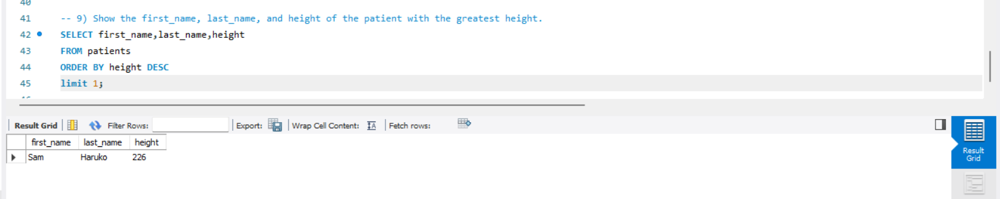 40
41 -- 9) Show the first_name, last_name, and height of the patient with the greatest height.
42 SELECT first_name,last_name,height
43 FROM patients
44 ORDER BY height DESC
45 limit 1;
Result Grid Filter Rows: Export: Wrap Cell Content: IA Fetch rows:
first_name last_name height
Sam Haruko 226
Result
Grid